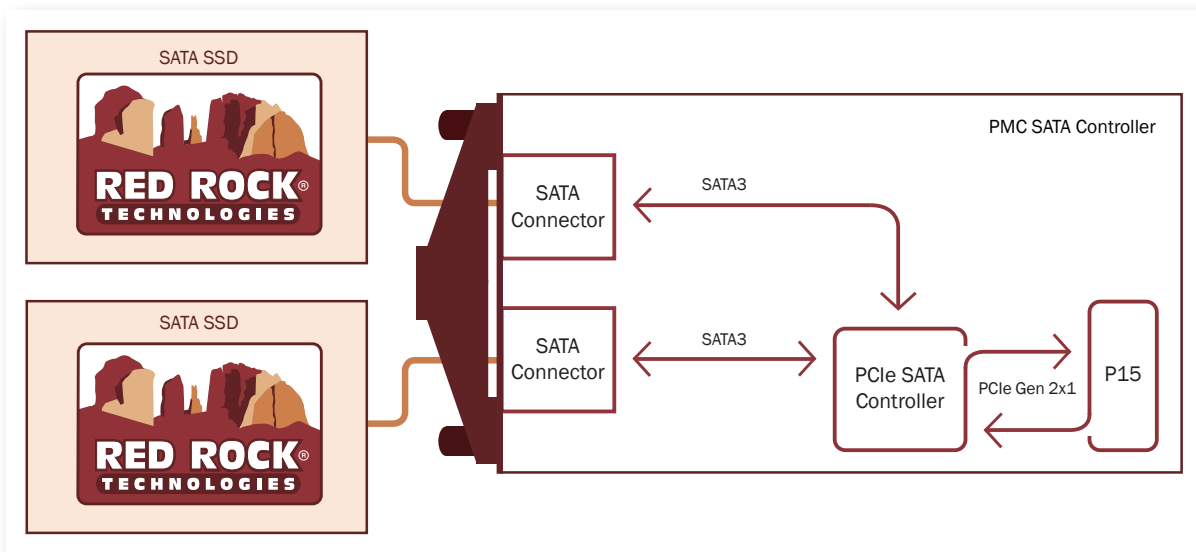 SATA SSD
RED ROCK®
TECHNOLOGIES
SATA SSD
RED ROCK®
TECHNOLOGIES
PMC SATA Controller
SATA
Connector
SATA3
SATA
Connector
SATA3
PCIe SATA
Controller
PCIe Gen 2x1
P15